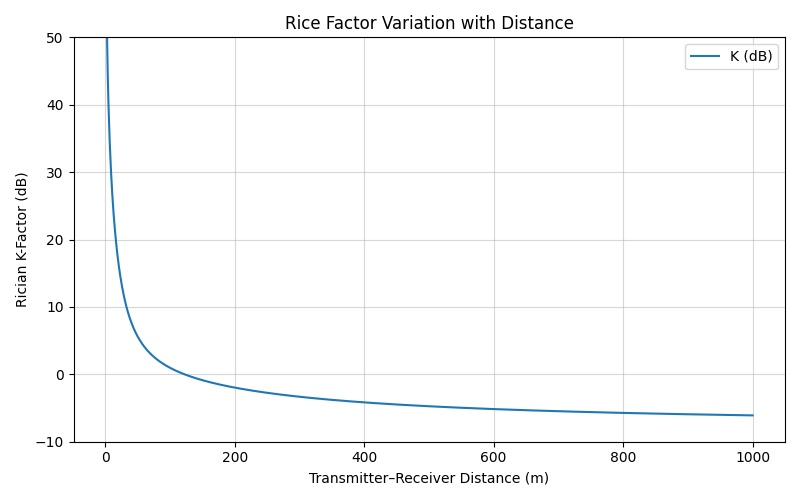 Rice Factor Variation with Distance
K (dB)
50
40
30
20
10
0
−10
Rician K-Factor (dB)
0 200 400 600 800 1000
Transmitter–Receiver Distance (m)